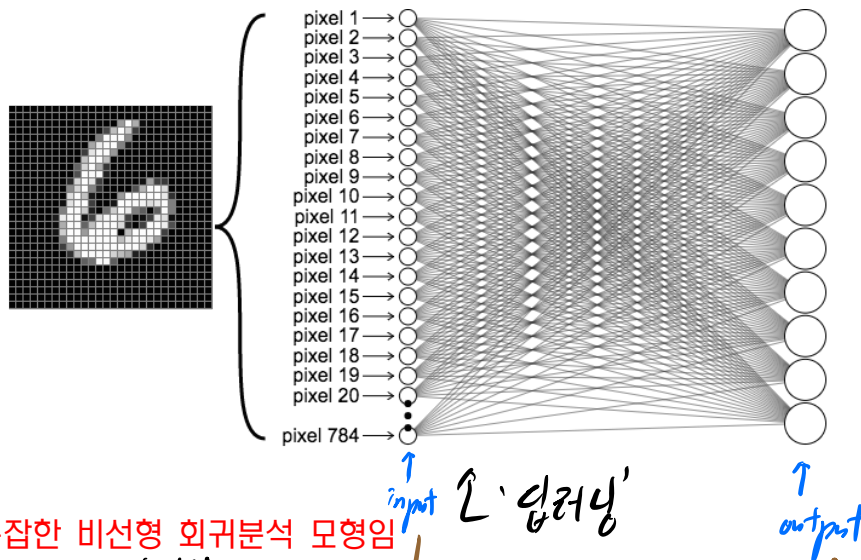 pixel 1
pixel 2
pixel 3
pixel 4
pixel 5
pixel 6
pixel 7
pixel 8
pixel 9
pixel 10
pixel 11
pixel 12
pixel 13
pixel 14
pixel 15
pixel 16
pixel 17
pixel 18
pixel 19
pixel 20
pixel 784
input
'딥러닝'
output
비선형 회귀분석 모형임